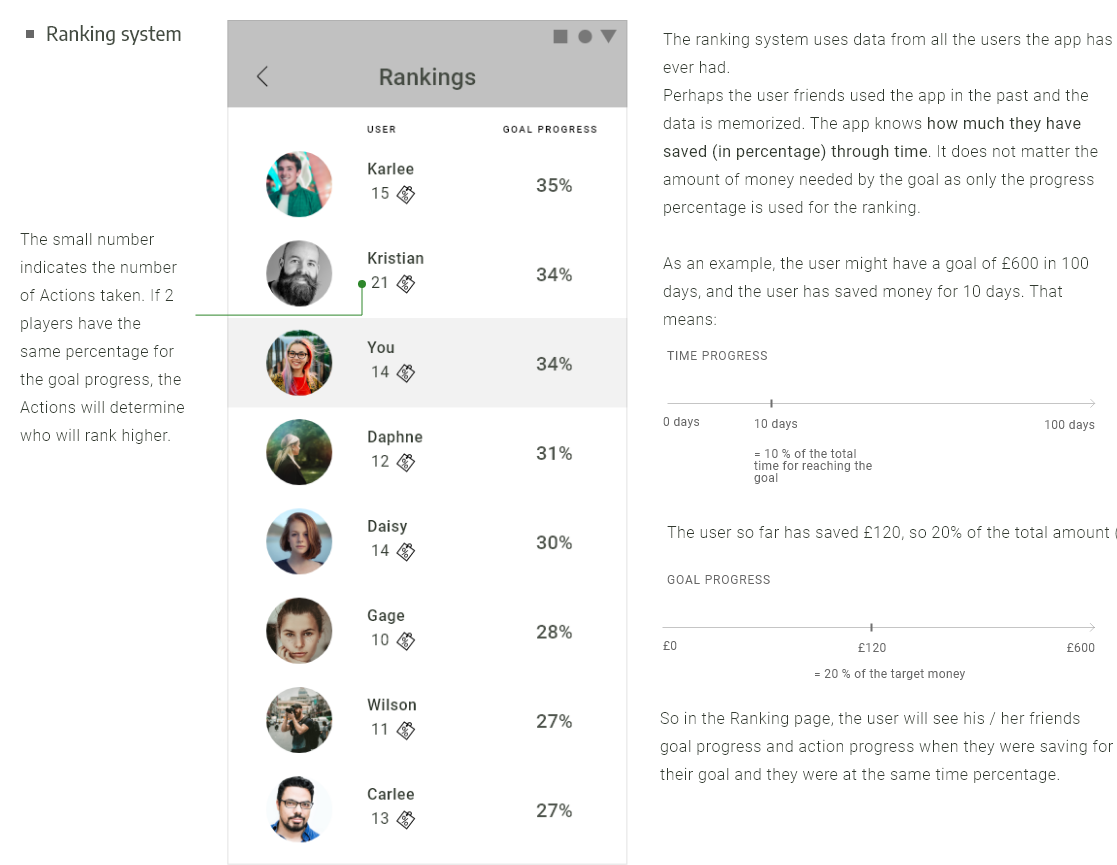 Ranking system
The small number
indicates the number
of Actions taken. If 2
players have the
same percentage for
the goal progress, the
Actions will determine
who will rank higher.
Rankings
USER GOAL PROGRESS
Karlee
15 35%
Kristian
21 34%
You
14 34%
Daphne
12 31%
Daisy
14 30%
Gage
10 28%
Wilson
11 27%
Carlee
13 27%
The ranking system uses data from all the users the app has
ever had.
Perhaps the user friends used the app in the past and the
data is memorized. The app knows how much they have
saved (in percentage) through time. It does not matter the
amount of money needed by the goal as only the progress
percentage is used for the ranking.
As an example, the user might have a goal of £600 in 100
days, and the user has saved money for 10 days. That
means:
TIME PROGRESS
0 days 10 days 100 days
= 10 % of the total
time for reaching the
goal
The user so far has saved £120, so 20% of the total amount (
GOAL PROGRESS
£0 £120 £600
= 20 % of the target money
So in the Ranking page, the user will see his / her friends
goal progress and action progress when they were saving for
their goal and they were at the same time percentage.